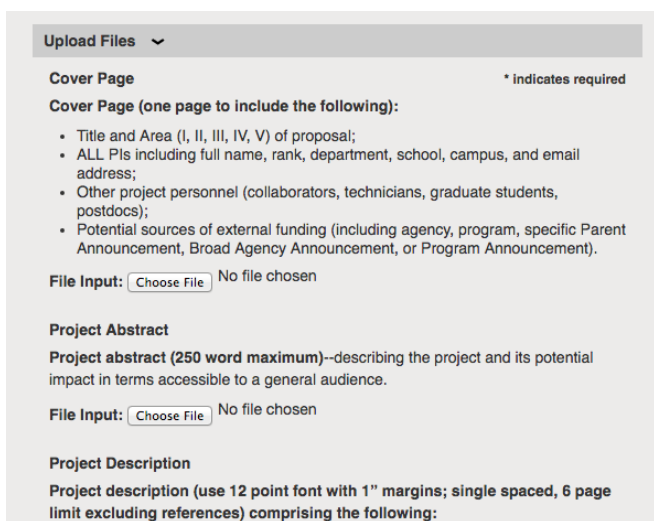 Upload Files
Cover Page
* indicates required
Cover Page (one page to include the following):
• Title and Area (I, II, III, IV, V) of proposal;
• ALL PIs including full name, rank, department, school, campus, and email
address;
• Other project personnel (collaborators, technicians, graduate students,
postdocs);
• Potential sources of external funding (including agency, program, specific Parent
Announcement, Broad Agency Announcement, or Program Announcement).
File Input: Choose File No file chosen
Project Abstract
Project abstract (250 word maximum)--describing the project and its potential
impact in terms accessible to a general audience.
File Input: Choose File No file chosen
Project Description
Project description (use 12 point font with 1” margins; single spaced, 6 page
limit excluding references) comprising the following: